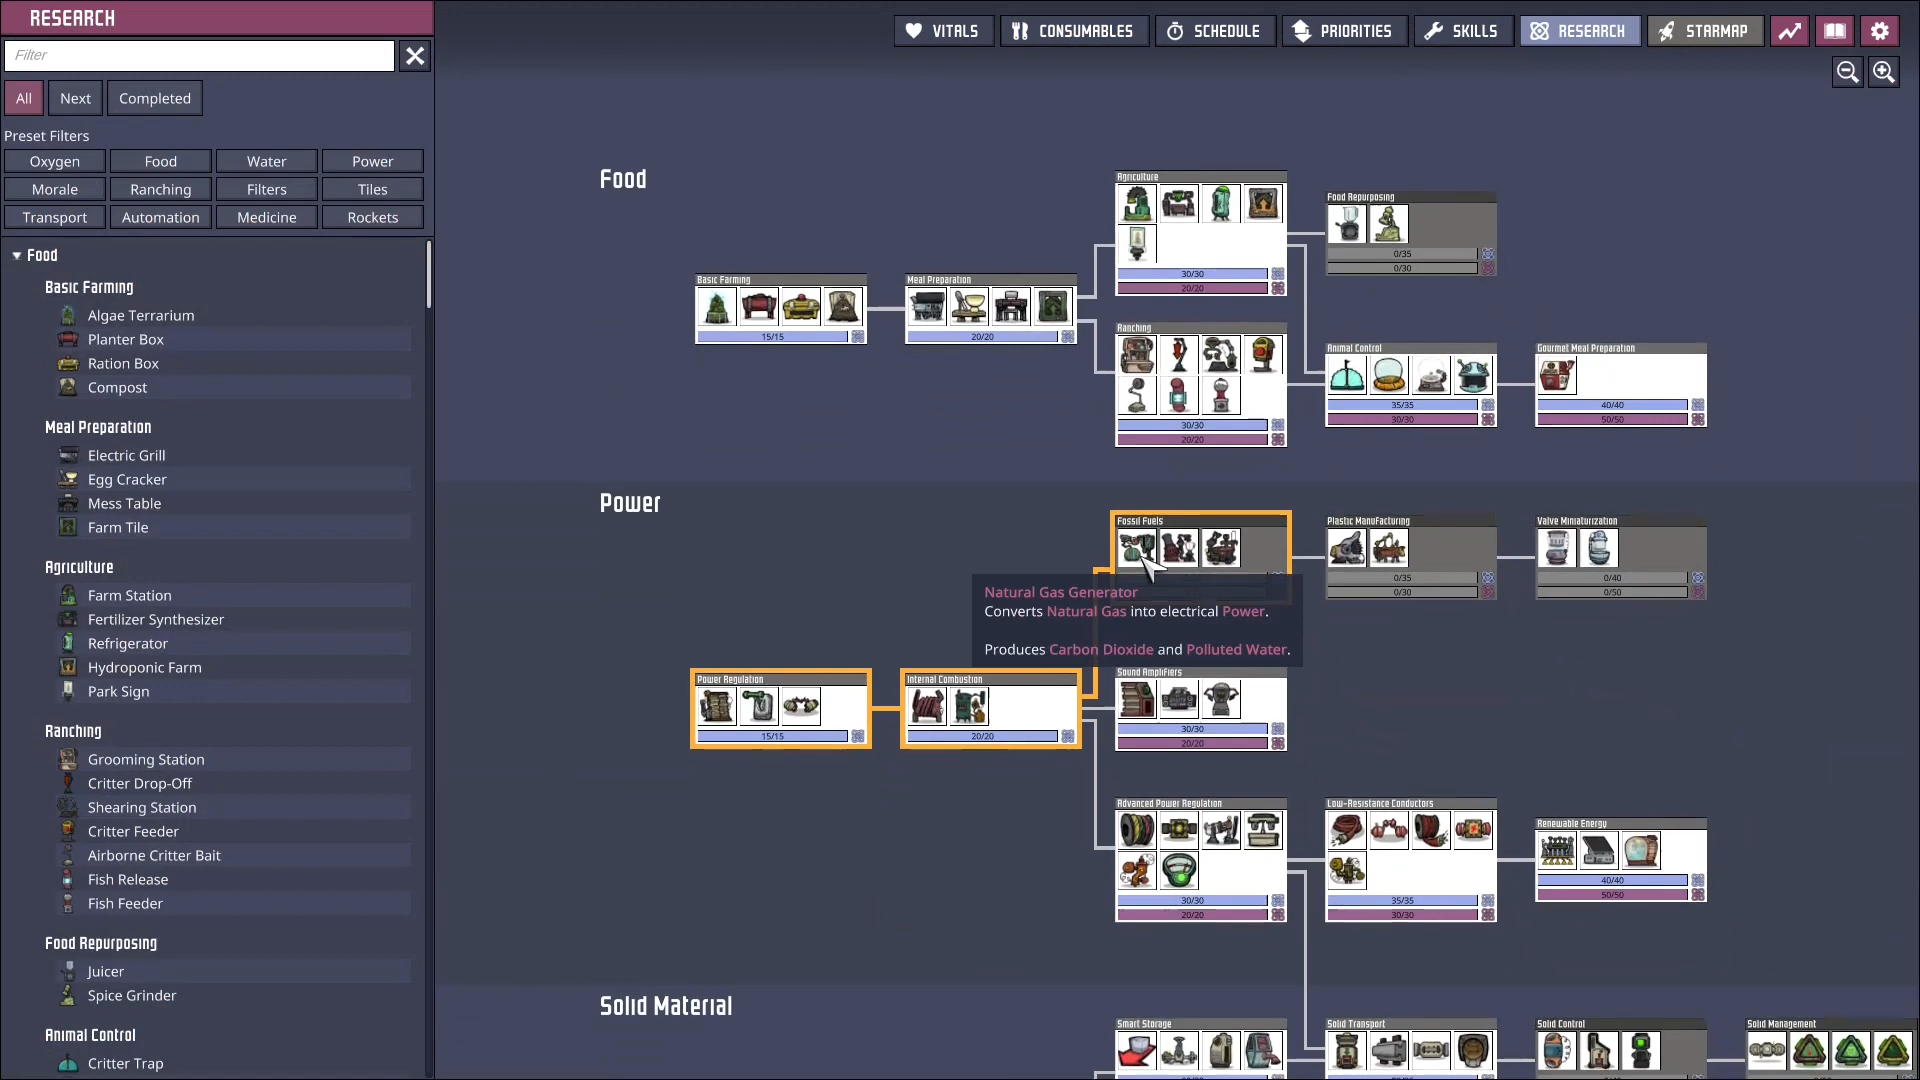 RESEARCH
Filter
All
Next
Completed
Preset Filters
Oxygen
Food
Water
Power
Morale
Ranching
Filters
Tiles
Transport
Automation
Medicine
Rockets
Food
Basic Farming
Algae Terrarium
Planter Box
Ration Box
Compost
Meal Preparation
Electric Grill
Egg Cracker
Mess Table
Farm Tile
Agriculture
Farm Station
Fertilizer Synthesizer
Refrigerator
Hydroponic Farm
Park Sign
Ranching
Grooming Station
Critter Drop-Off
Shearing Station
Critter Feeder
Airborne Critter Bait
Fish Release
Fish Feeder
Food Repurposing
Juicer
Spice Grinder
Animal Control
Critter Trap
VITALS
CONSUMABLES
SCHEDULE
PRIORITIES
SKILLS
RESEARCH
STARMAP
Food
Basic Farming
15/15
Meal Preparation
20/20
Agriculture
30/30
20/20
Food Repurposing
0/35
0/30
Ranching
30/30
20/20
Animal Control
35/35
30/30
Gourmet Meal Preparation
40/40
50/50
Power
Fossil Fuels
Plastic Manufacturing
0/35
0/30
Valve Miniaturization
0/40
0/50
Natural Gas Generator
Converts Natural Gas into electrical Power.
Produces Carbon Dioxide and Polluted Water.
Power Regulation
15/15
Internal Combustion
20/20
Sound Amplifiers
30/30
20/20
Advanced Power Regulation
30/30
20/20
Low-Resistance Conductors
35/35
30/30
Renewable Energy
40/40
50/50
Solid Material
Smart Storage
Solid Transport
Solid Control
Solid Management